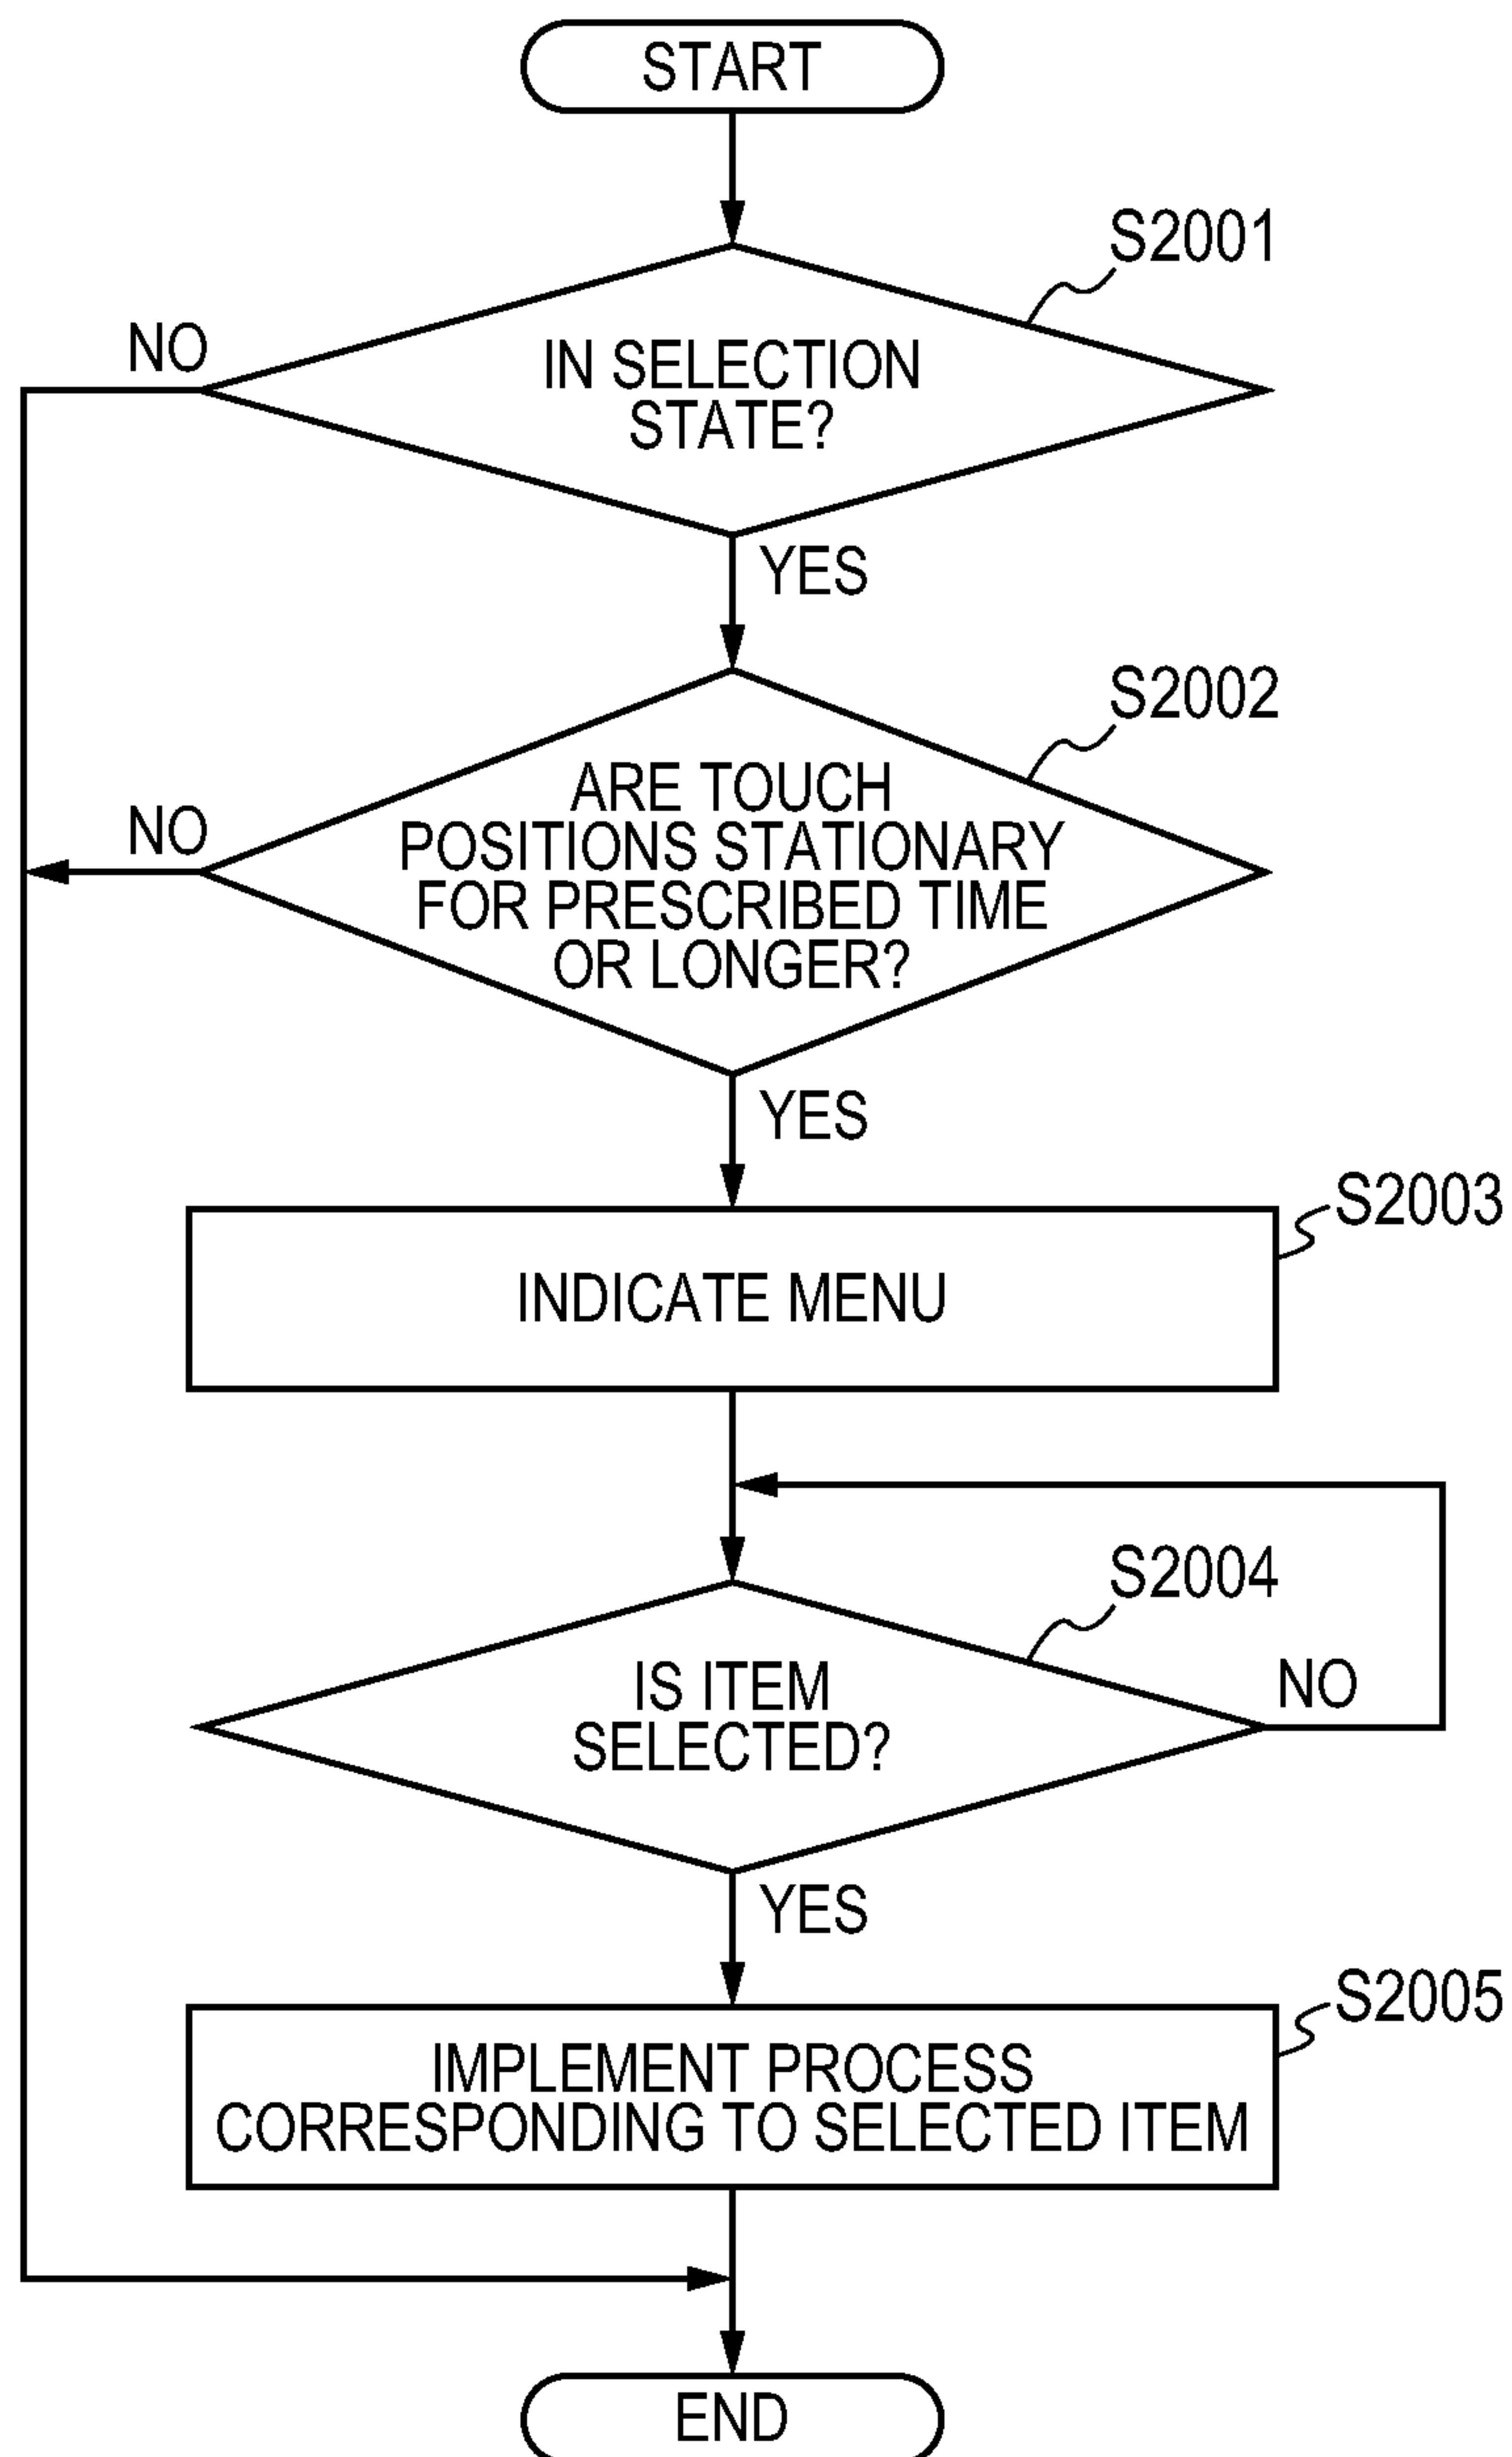 START
S2001
NO
IN SELECTION
STATE?
YES
S2002
NO
ARE TOUCH
POSITIONS STATIONARY
FOR PRESCRIBED TIME
OR LONGER?
YES
S2003
INDICATE MENU
S2004
IS ITEM
SELECTED?
NO
YES
S2005
IMPLEMENT PROCESS
CORRESPONDING TO SELECTED ITEM
END